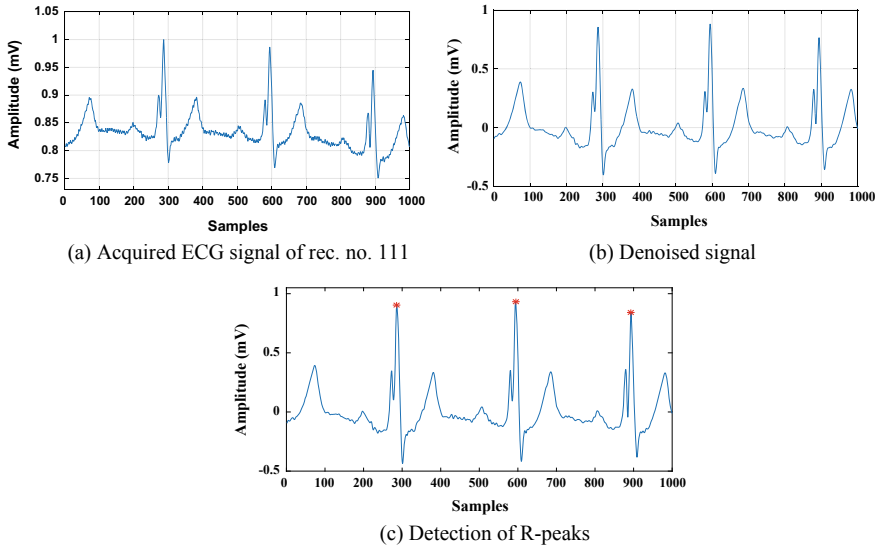 1.05
1
0.95
0.9
0.85
0.8
0.75
Amplitude (mV)
0 100 200 300 400 500 600 700 800 900 1000
Samples
(a) Acquired ECG signal of rec. no. 111
1
0.5
0
-0.5
Amplitude (mV)
0 100 200 300 400 500 600 700 800 900 1000
Samples
(b) Denoised signal
1
0.5
0
-0.5
Amplitude (mV)
0 100 200 300 400 500 600 700 800 900 1000
Samples
(c) Detection of R-peaks